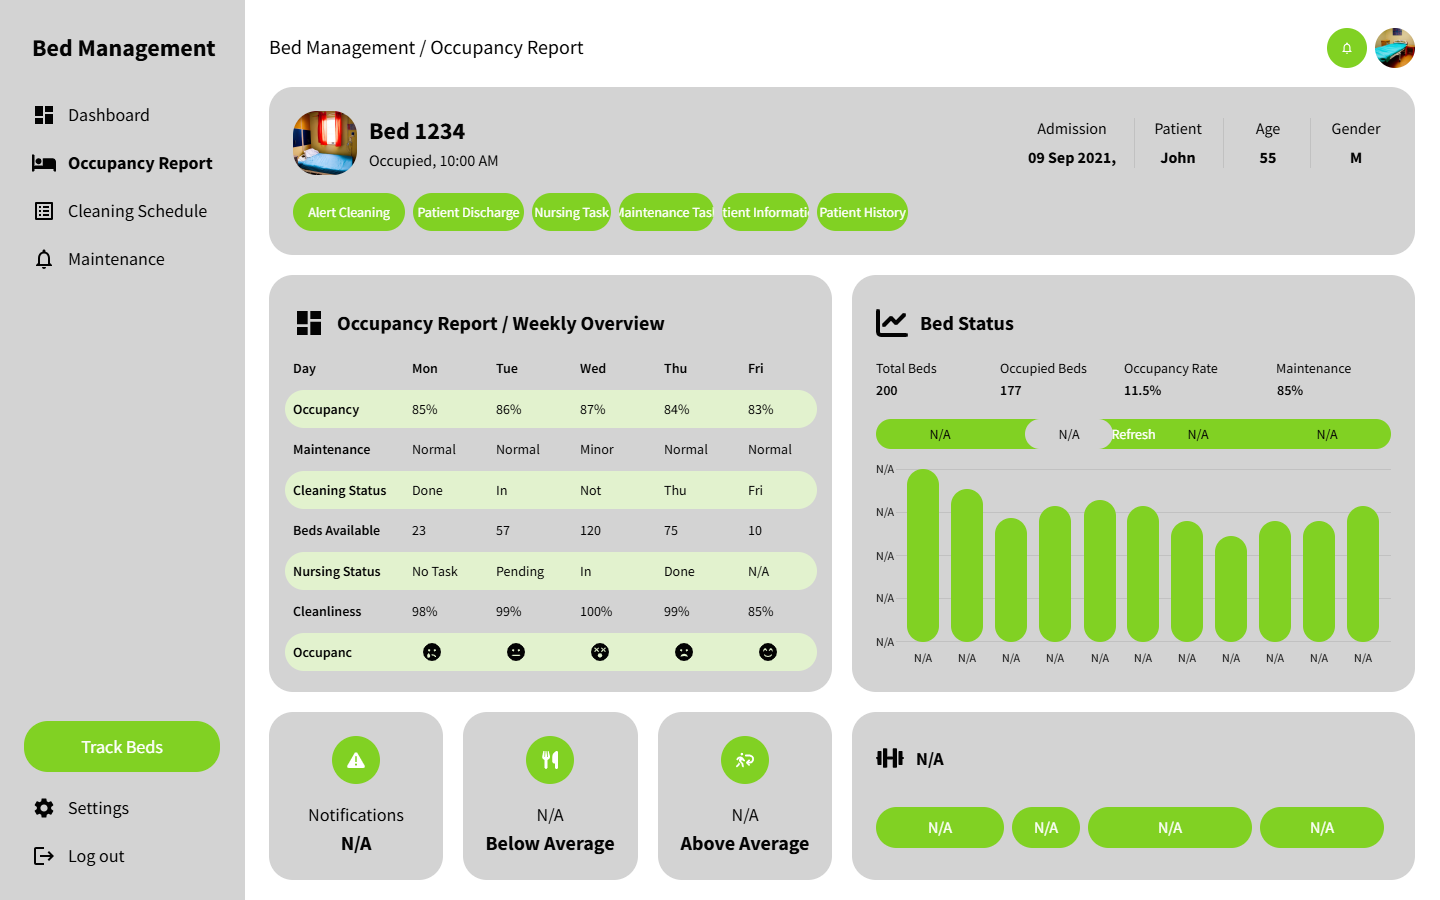 Bed Management
Dashboard
Occupancy Report
Cleaning Schedule
Maintenance
Track Beds
Settings
Log out
Bed Management / Occupancy Report
Bed 1234
Occupied, 10:00 AM
Admission Patient Age Gender
09 Sep 2021, John 55 M
Alert Cleaning Patient Discharge Nursing Task Maintenance Tas tient Informati Patient History
Occupancy Report / Weekly Overview
Day Mon Tue Wed Thu Fri
Occupancy 85% 86% 87% 84% 83%
Maintenance Normal Normal Minor Normal Normal
Cleaning Status Done In Not Thu Fri
Beds Available 23 57 120 75 10
Nursing Status No Task Pending In Done N/A
Cleanliness 98% 99% 100% 99% 85%
Occupanc
Bed Status
Total Beds Occupied Beds Occupancy Rate Maintenance
200 177 11.5% 85%
N/A N/A Refresh N/A N/A
N/A
N/A
N/A
N/A
N/A
N/A N/A N/A N/A N/A N/A N/A N/A N/A N/A N/A
Notifications
N/A
N/A
Below Average
N/A
Above Average
N/A
N/A N/A N/A N/A